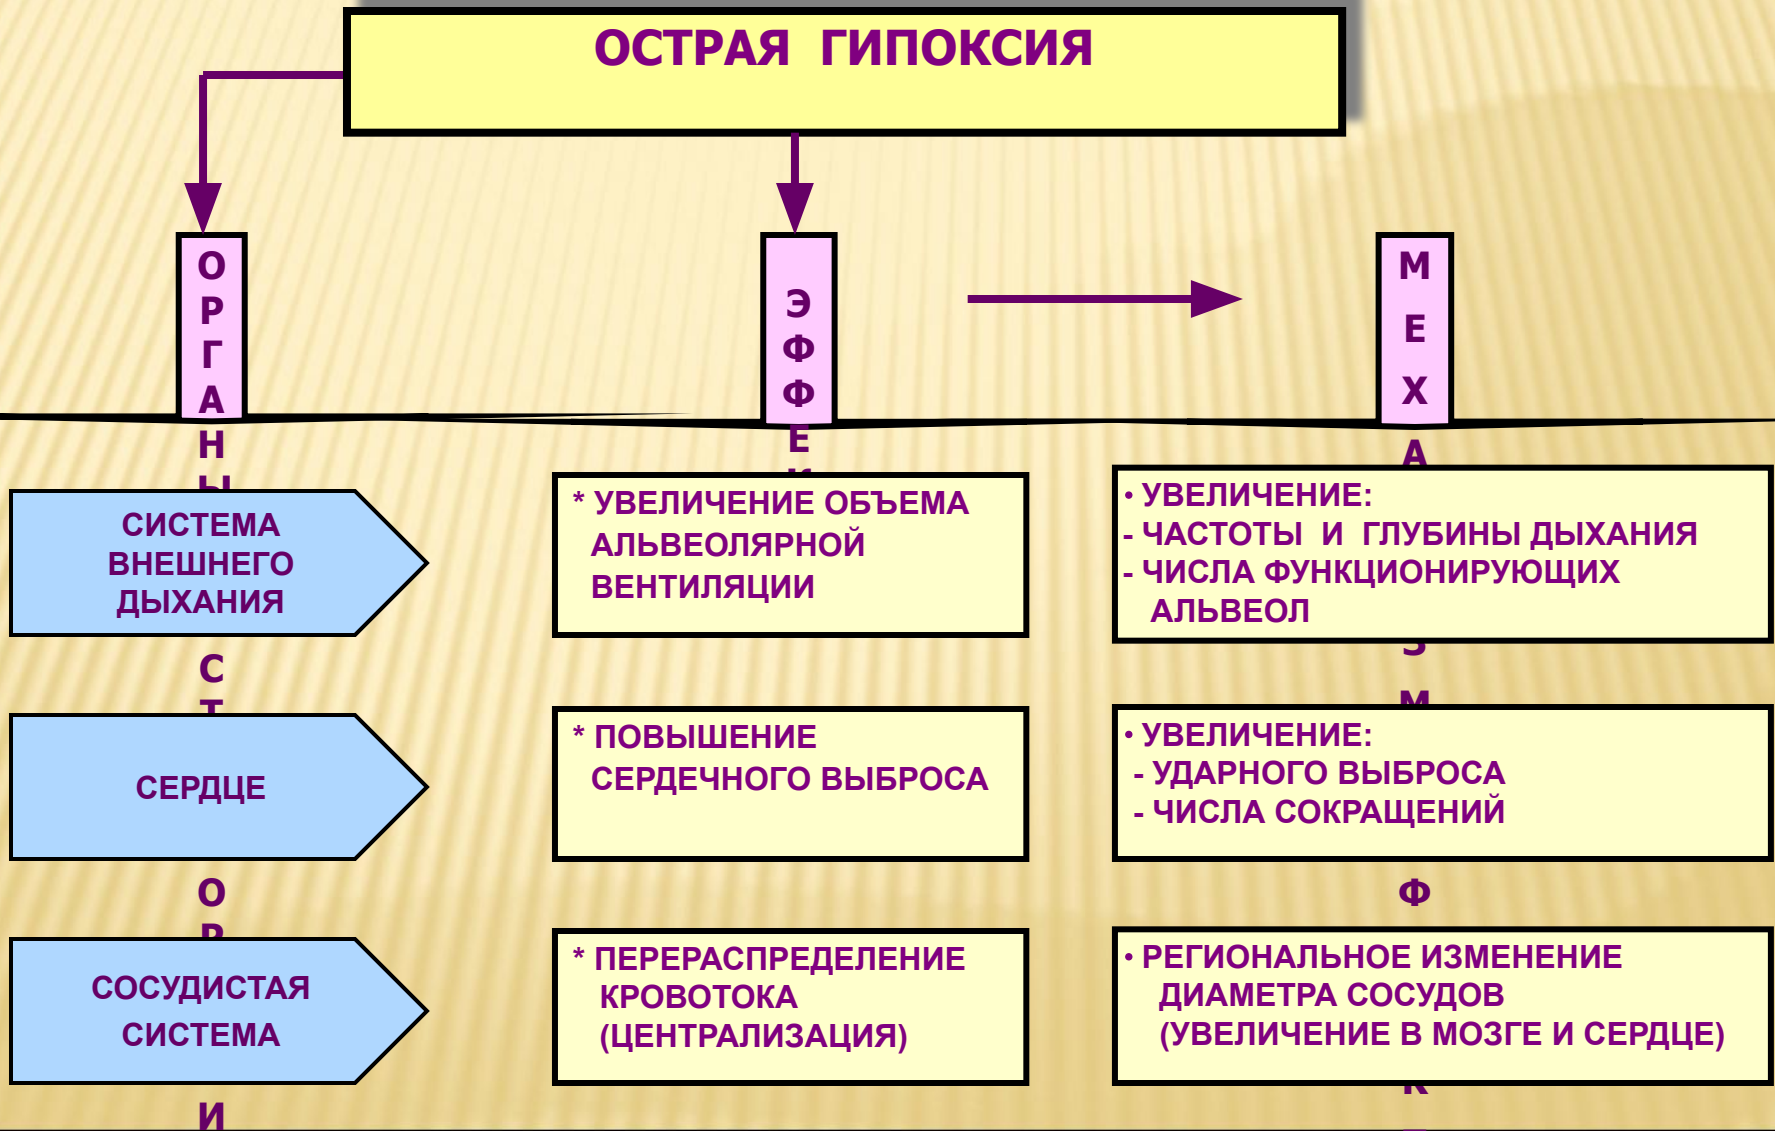 ОСТРАЯ ГИПОКСИЯ
О
Р
Г
А
Н
Ы
С
Т
О
Р
И
Э
Ф
Ф
Е
К
М
Е
Х
А
З
М
Ф
К
СИСТЕМА
ВНЕШНЕГО
ДЫХАНИЯ
* УВЕЛИЧЕНИЕ ОБЪЕМА
АЛЬВЕОЛЯРНОЙ
ВЕНТИЛЯЦИИ
• УВЕЛИЧЕНИЕ:
- ЧАСТОТЫ И ГЛУБИНЫ ДЫХАНИЯ
- ЧИСЛА ФУНКЦИОНИРУЮЩИХ
АЛЬВЕОЛ
СЕРДЦЕ
* ПОВЫШЕНИЕ
СЕРДЕЧНОГО ВЫБРОСА
• УВЕЛИЧЕНИЕ:
- УДАРНОГО ВЫБРОСА
- ЧИСЛА СОКРАЩЕНИЙ
СОСУДИСТАЯ
СИСТЕМА
* ПЕРЕРАСПРЕДЕЛЕНИЕ
КРОВОТОКА
(ЦЕНТРАЛИЗАЦИЯ)
• РЕГИОНАЛЬНОЕ ИЗМЕНЕНИЕ
ДИАМЕТРА СОСУДОВ
(УВЕЛИЧЕНИЕ В МОЗГЕ И СЕРДЦЕ)